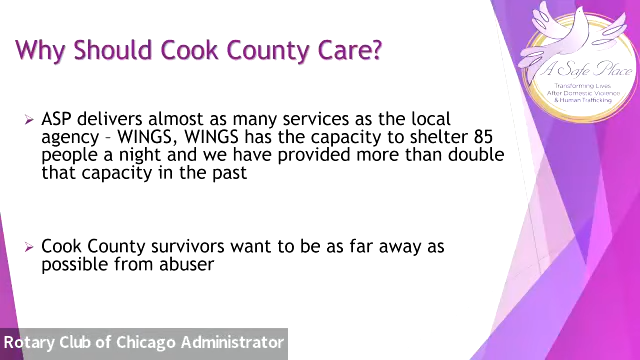 Why Should Cook County Care?
A Safe Place
Transforming Lives
After Domestic Violence
& Human Trafficking
➢ ASP delivers almost as many services as the local
agency – WINGS, WINGS has the capacity to shelter 85
people a night and we have provided more than double
that capacity in the past
➢ Cook County survivors want to be as far away as
possible from abuser
Rotary Club of Chicago Administrator